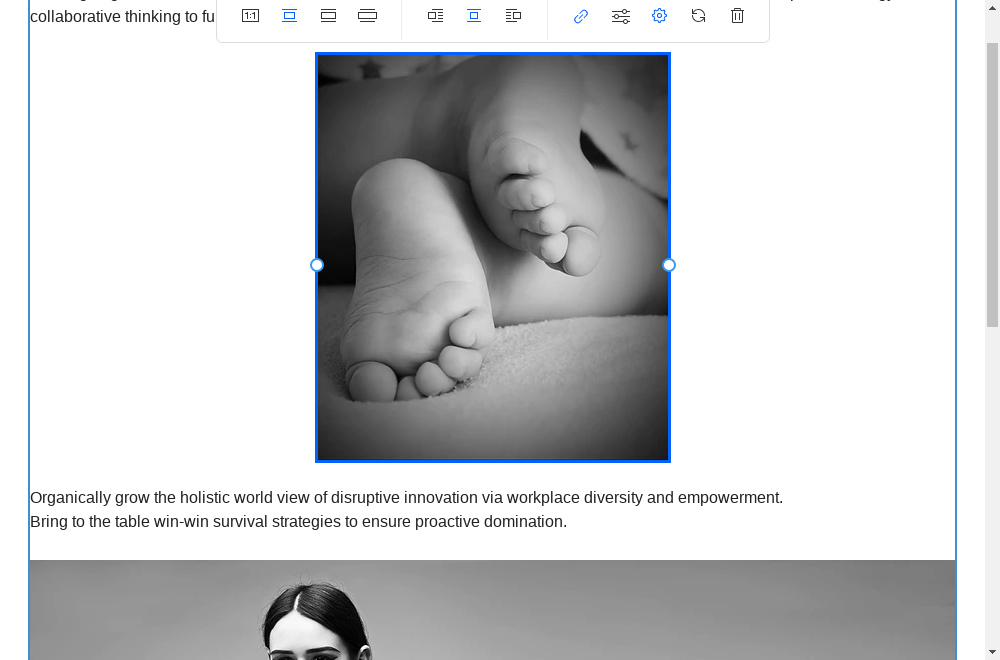 collaborative thinking to fu
1:1
Organically grow the holistic world view of disruptive innovation via workplace diversity and empowerment.
Bring to the table win-win survival strategies to ensure proactive domination.